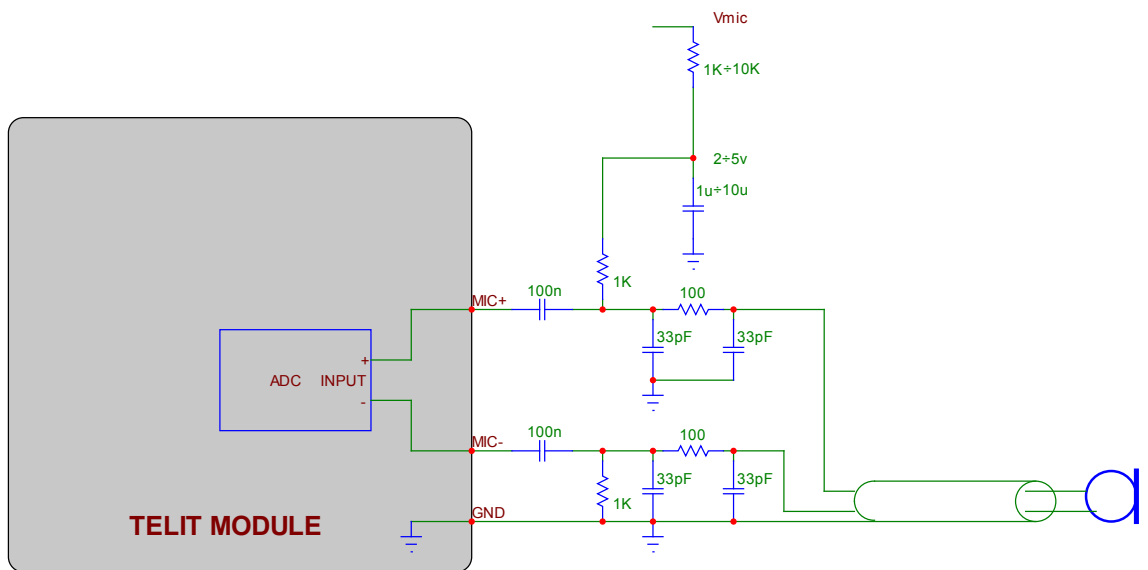 Vmic
1K÷10K
2÷5v
1u÷10u
1K
MIC+
100n
100
33pF
33pF
+
ADC INPUT
-
MIC-
100n
100
33pF
33pF
1K
GND
TELIT MODULE